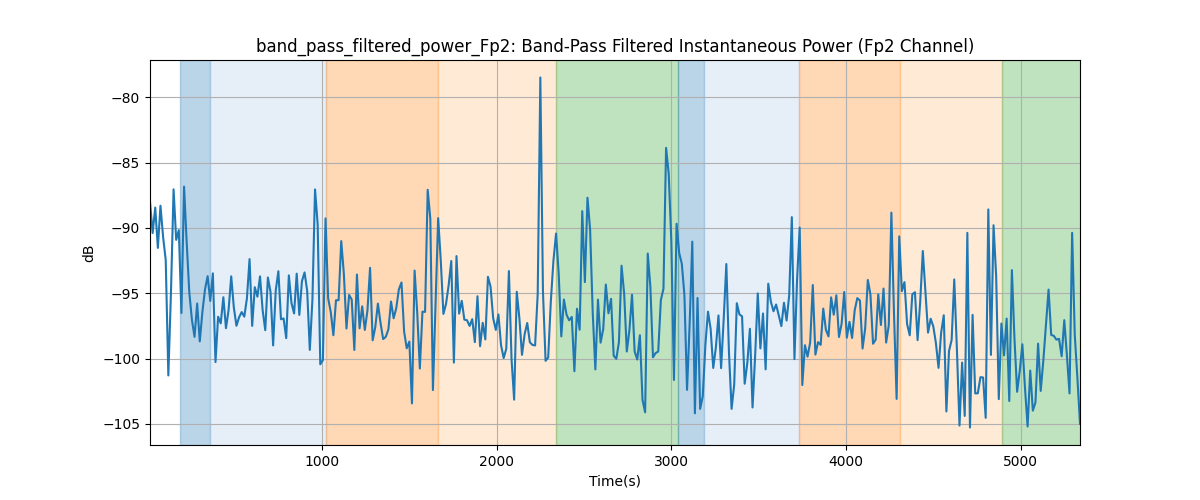 band_pass_filtered_power_Fp2: Band-Pass Filtered Instantaneous Power (Fp2 Channel)
−80
−85
−90
−95
−100
−105
dB
1000 2000 3000 4000 5000
Time(s)